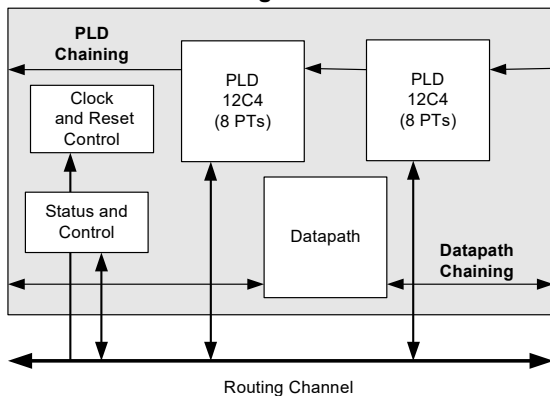 PLD
Chaining
PLD
12C4
(8 PTs)
PLD
12C4
(8 PTs)
Clock
and Reset
Control
Status and
Control
Datapath
Datapath
Chaining
Routing Channel